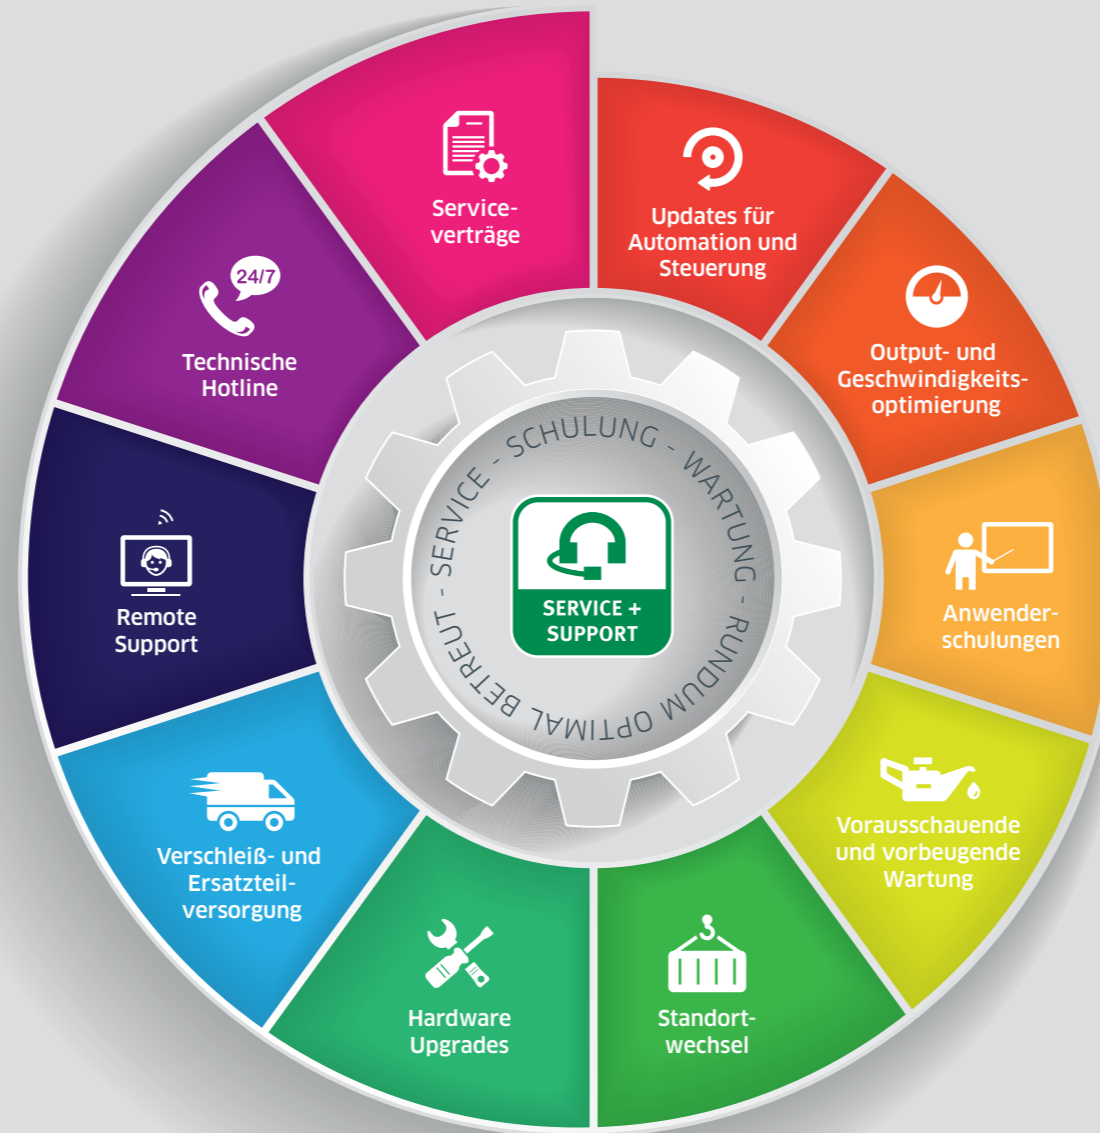 Service-
verträge
Updates für
Automation und
Steuerung
24/7
Technische
Hotline
Output- und
Geschwindigkeits-
optimierung
SERVICE - SCHULUNG - WARTUNG - RUNDUM OPTIMAL BETREUT -
SERVICE +
SUPPORT
Remote
Support
Anwender-
schulungen
Verschleiß- und
Ersatzteil-
versorgung
Vorausschauende
und vorbeugende
Wartung
Hardware
Upgrades
Standort-
wechsel